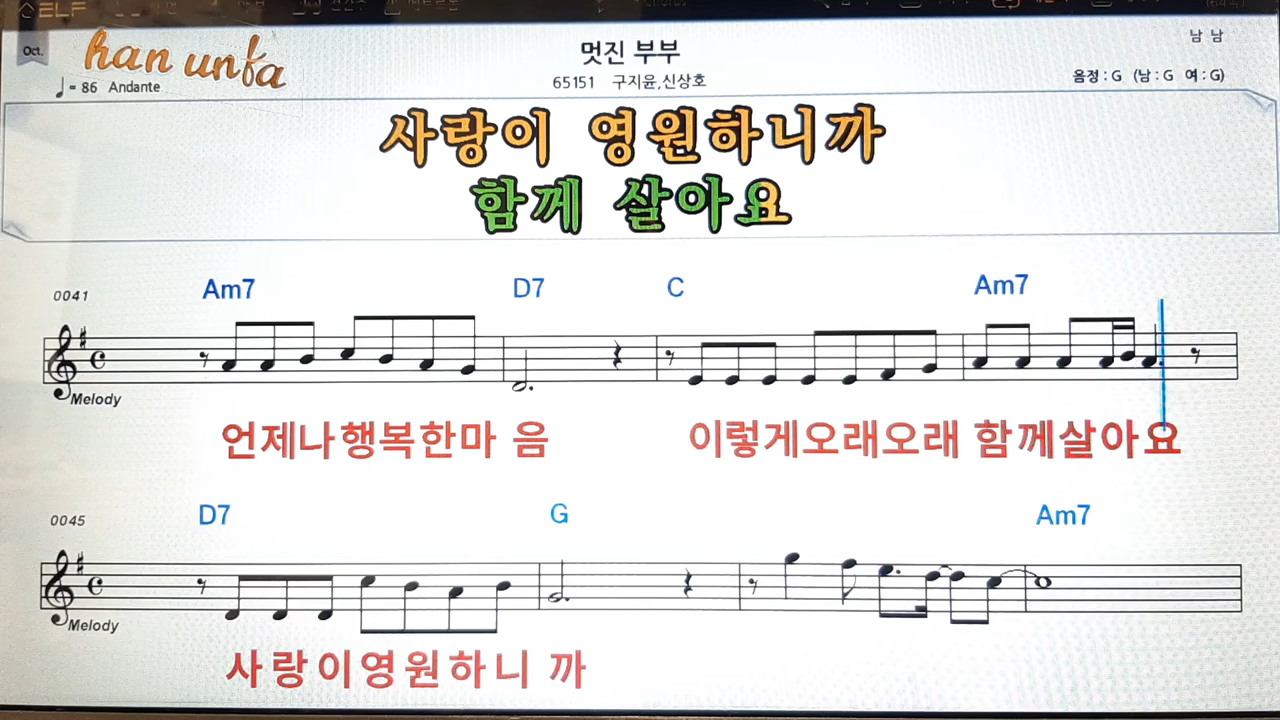 Oct.
han unfa
멋진 부부
남 남
♩= 86 Andante
65151 구지윤,신상호
음정 : G (남 : G 여 : G)
사랑이 영원하니까
함께 살아요
0041
Am7 D7 C Am7
Melody
언제나행복한마 음 이렇게오래오래 함께살아요
0045
D7 G Am7
Melody
사랑이영원하니 까